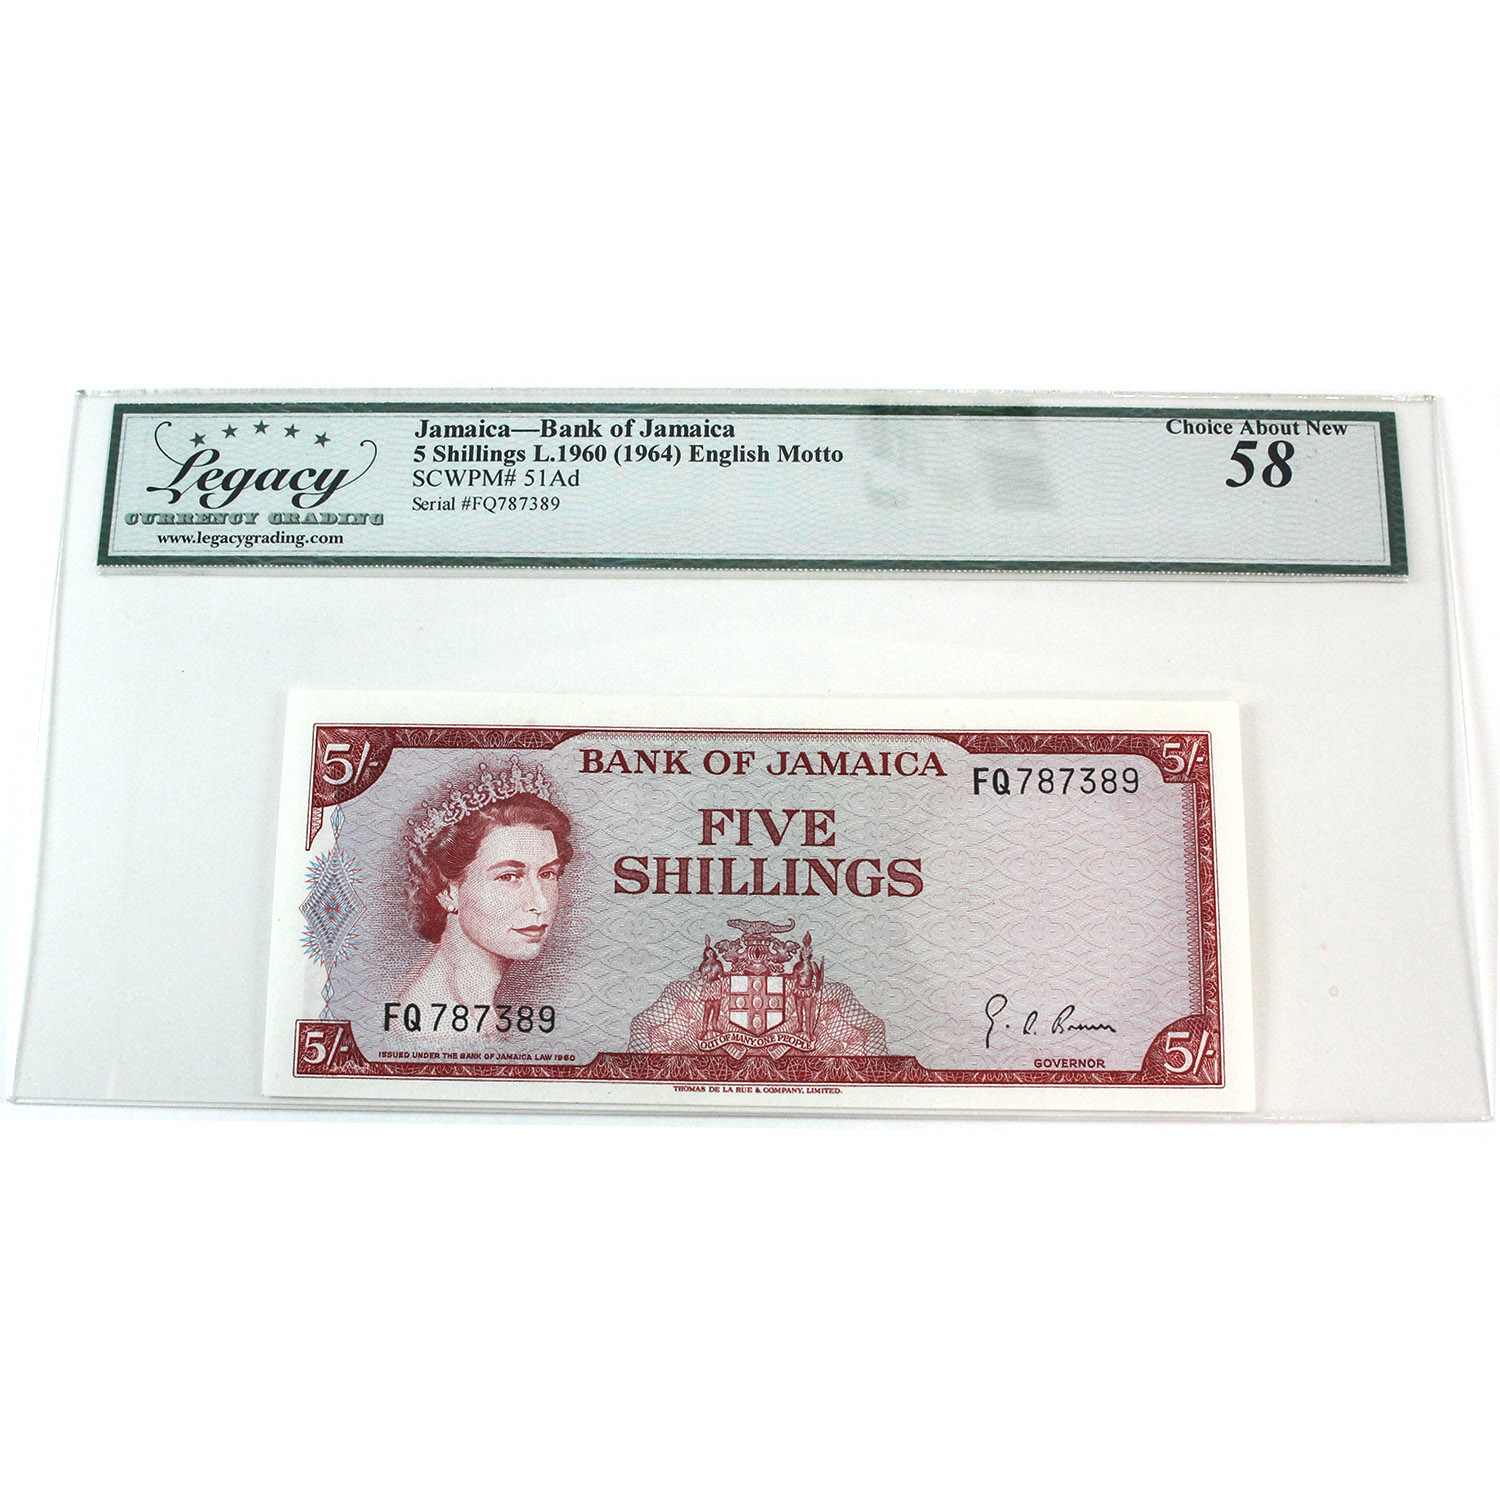 Legacy
CURRENCY GRADING
www.legacygrading.com
Jamaica—Bank of Jamaica
5 Shillings L.1960 (1964) English Motto
SCWPM# 51Ad
Serial #FQ787389
Choice About New
58
5/-
BANK OF JAMAICA
FQ787389
5/-
FIVE
SHILLINGS
FQ787389
OUT OF MANY, ONE PEOPLE
5/-
ISSUED UNDER THE BANK OF JAMAICA LAW 1960
GOVERNOR
5/-
THOMAS DE LA RUE & COMPANY, LIMITED.